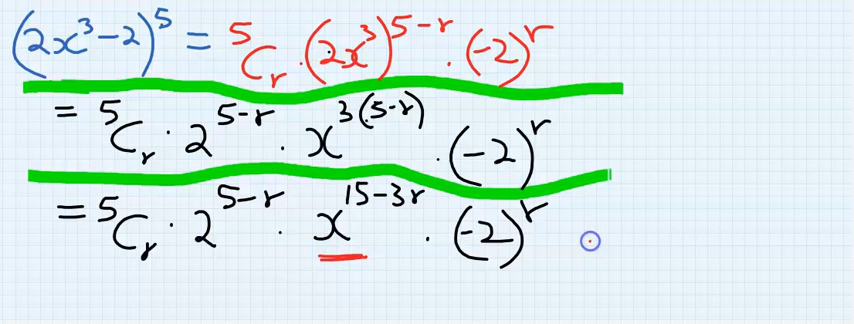 (2x³-2)⁵ = ⁵Cᵣ · (2x³)⁵⁻ʳ · (-2)ʳ
= ⁵Cᵣ · 2⁵⁻ʳ · x³⁽⁵⁻ʳ⁾ · (-2)ʳ
= ⁵Cᵣ · 2⁵⁻ʳ · x¹⁵⁻³ʳ · (-2)ʳ